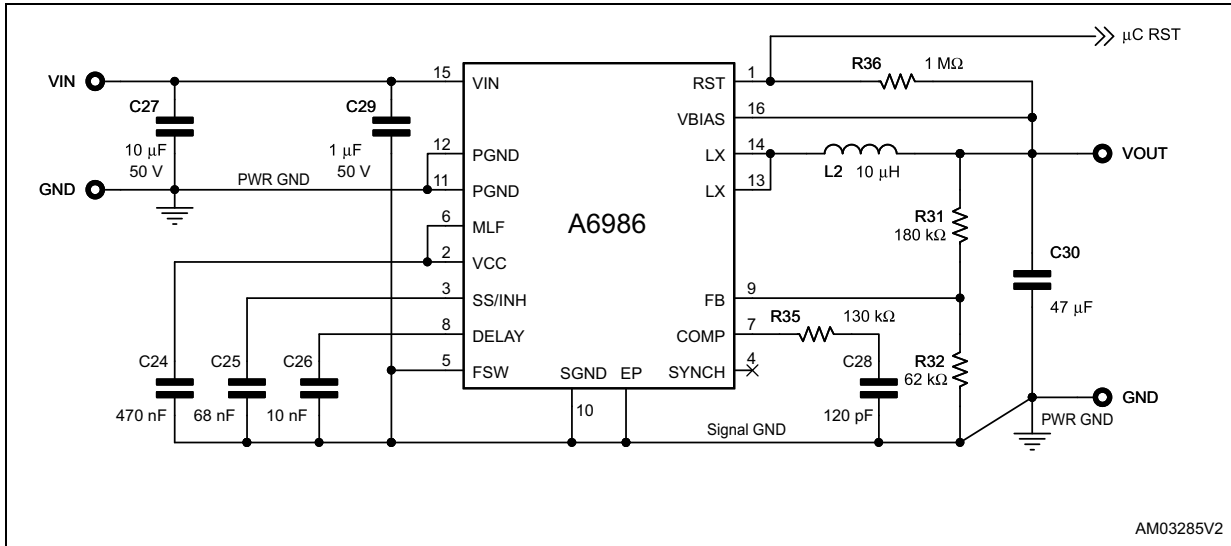 μC RST
R36 1 MΩ
VIN
15
VIN
RST
1
C27
C29
VBIAS
16
10 μF
50 V
1 μF
50 V
12
PGND
LX
14
VOUT
L2 10 μH
GND
PWR GND
11
PGND
LX
13
A6986
6
MLF
R31
180 kΩ
2
VCC
C30
3
SS/INH
FB
9
47 μF
8
DELAY
COMP
7
R35 130 kΩ
C24
C25
C26
C28
R32
62 kΩ
5
FSW
SGND
EP
SYNCH
4
GND
470 nF
68 nF
10 nF
10
120 pF
Signal GND
PWR GND
AM03285V2